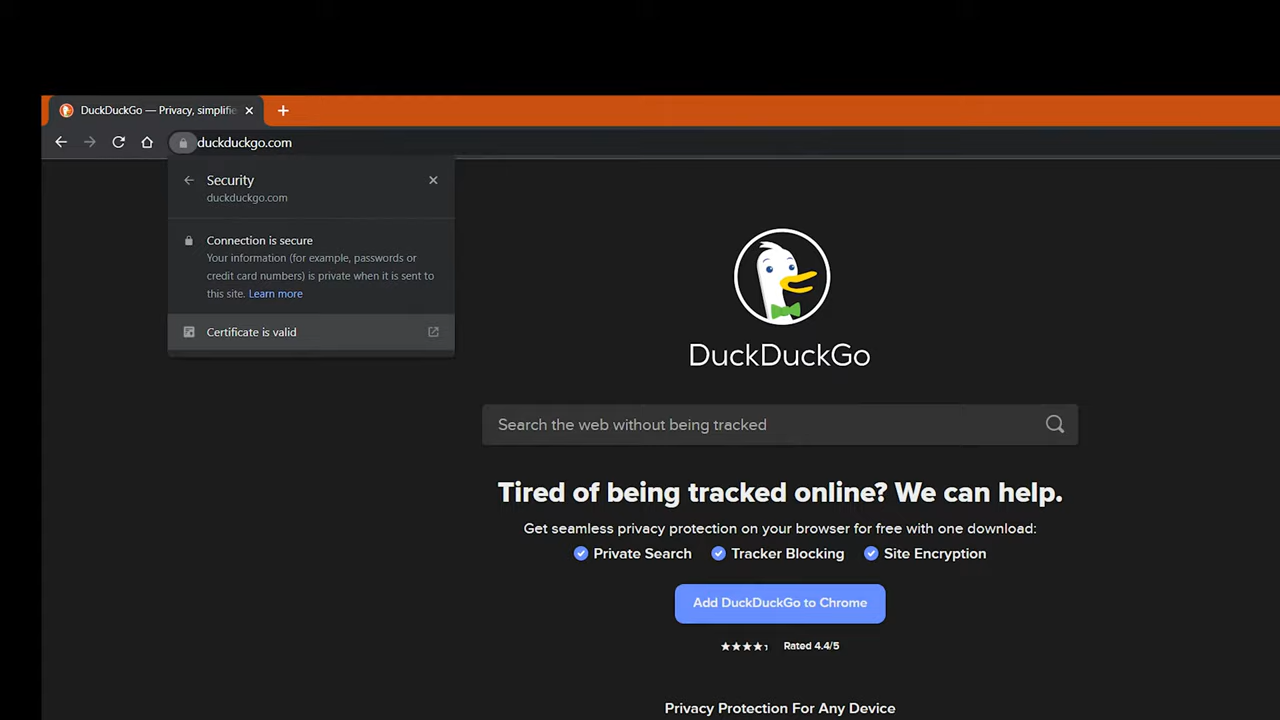 DuckDuckGo — Privacy, simplifie
duckduckgo.com
Security
duckduckgo.com
Connection is secure
Your information (for example, passwords or
credit card numbers) is private when it is sent to
this site. Learn more
Certificate is valid
DuckDuckGo
Search the web without being tracked
Tired of being tracked online? We can help.
Get seamless privacy protection on your browser for free with one download:
Private Search Tracker Blocking Site Encryption
Add DuckDuckGo to Chrome
Rated 4.4/5
Privacy Protection For Any Device